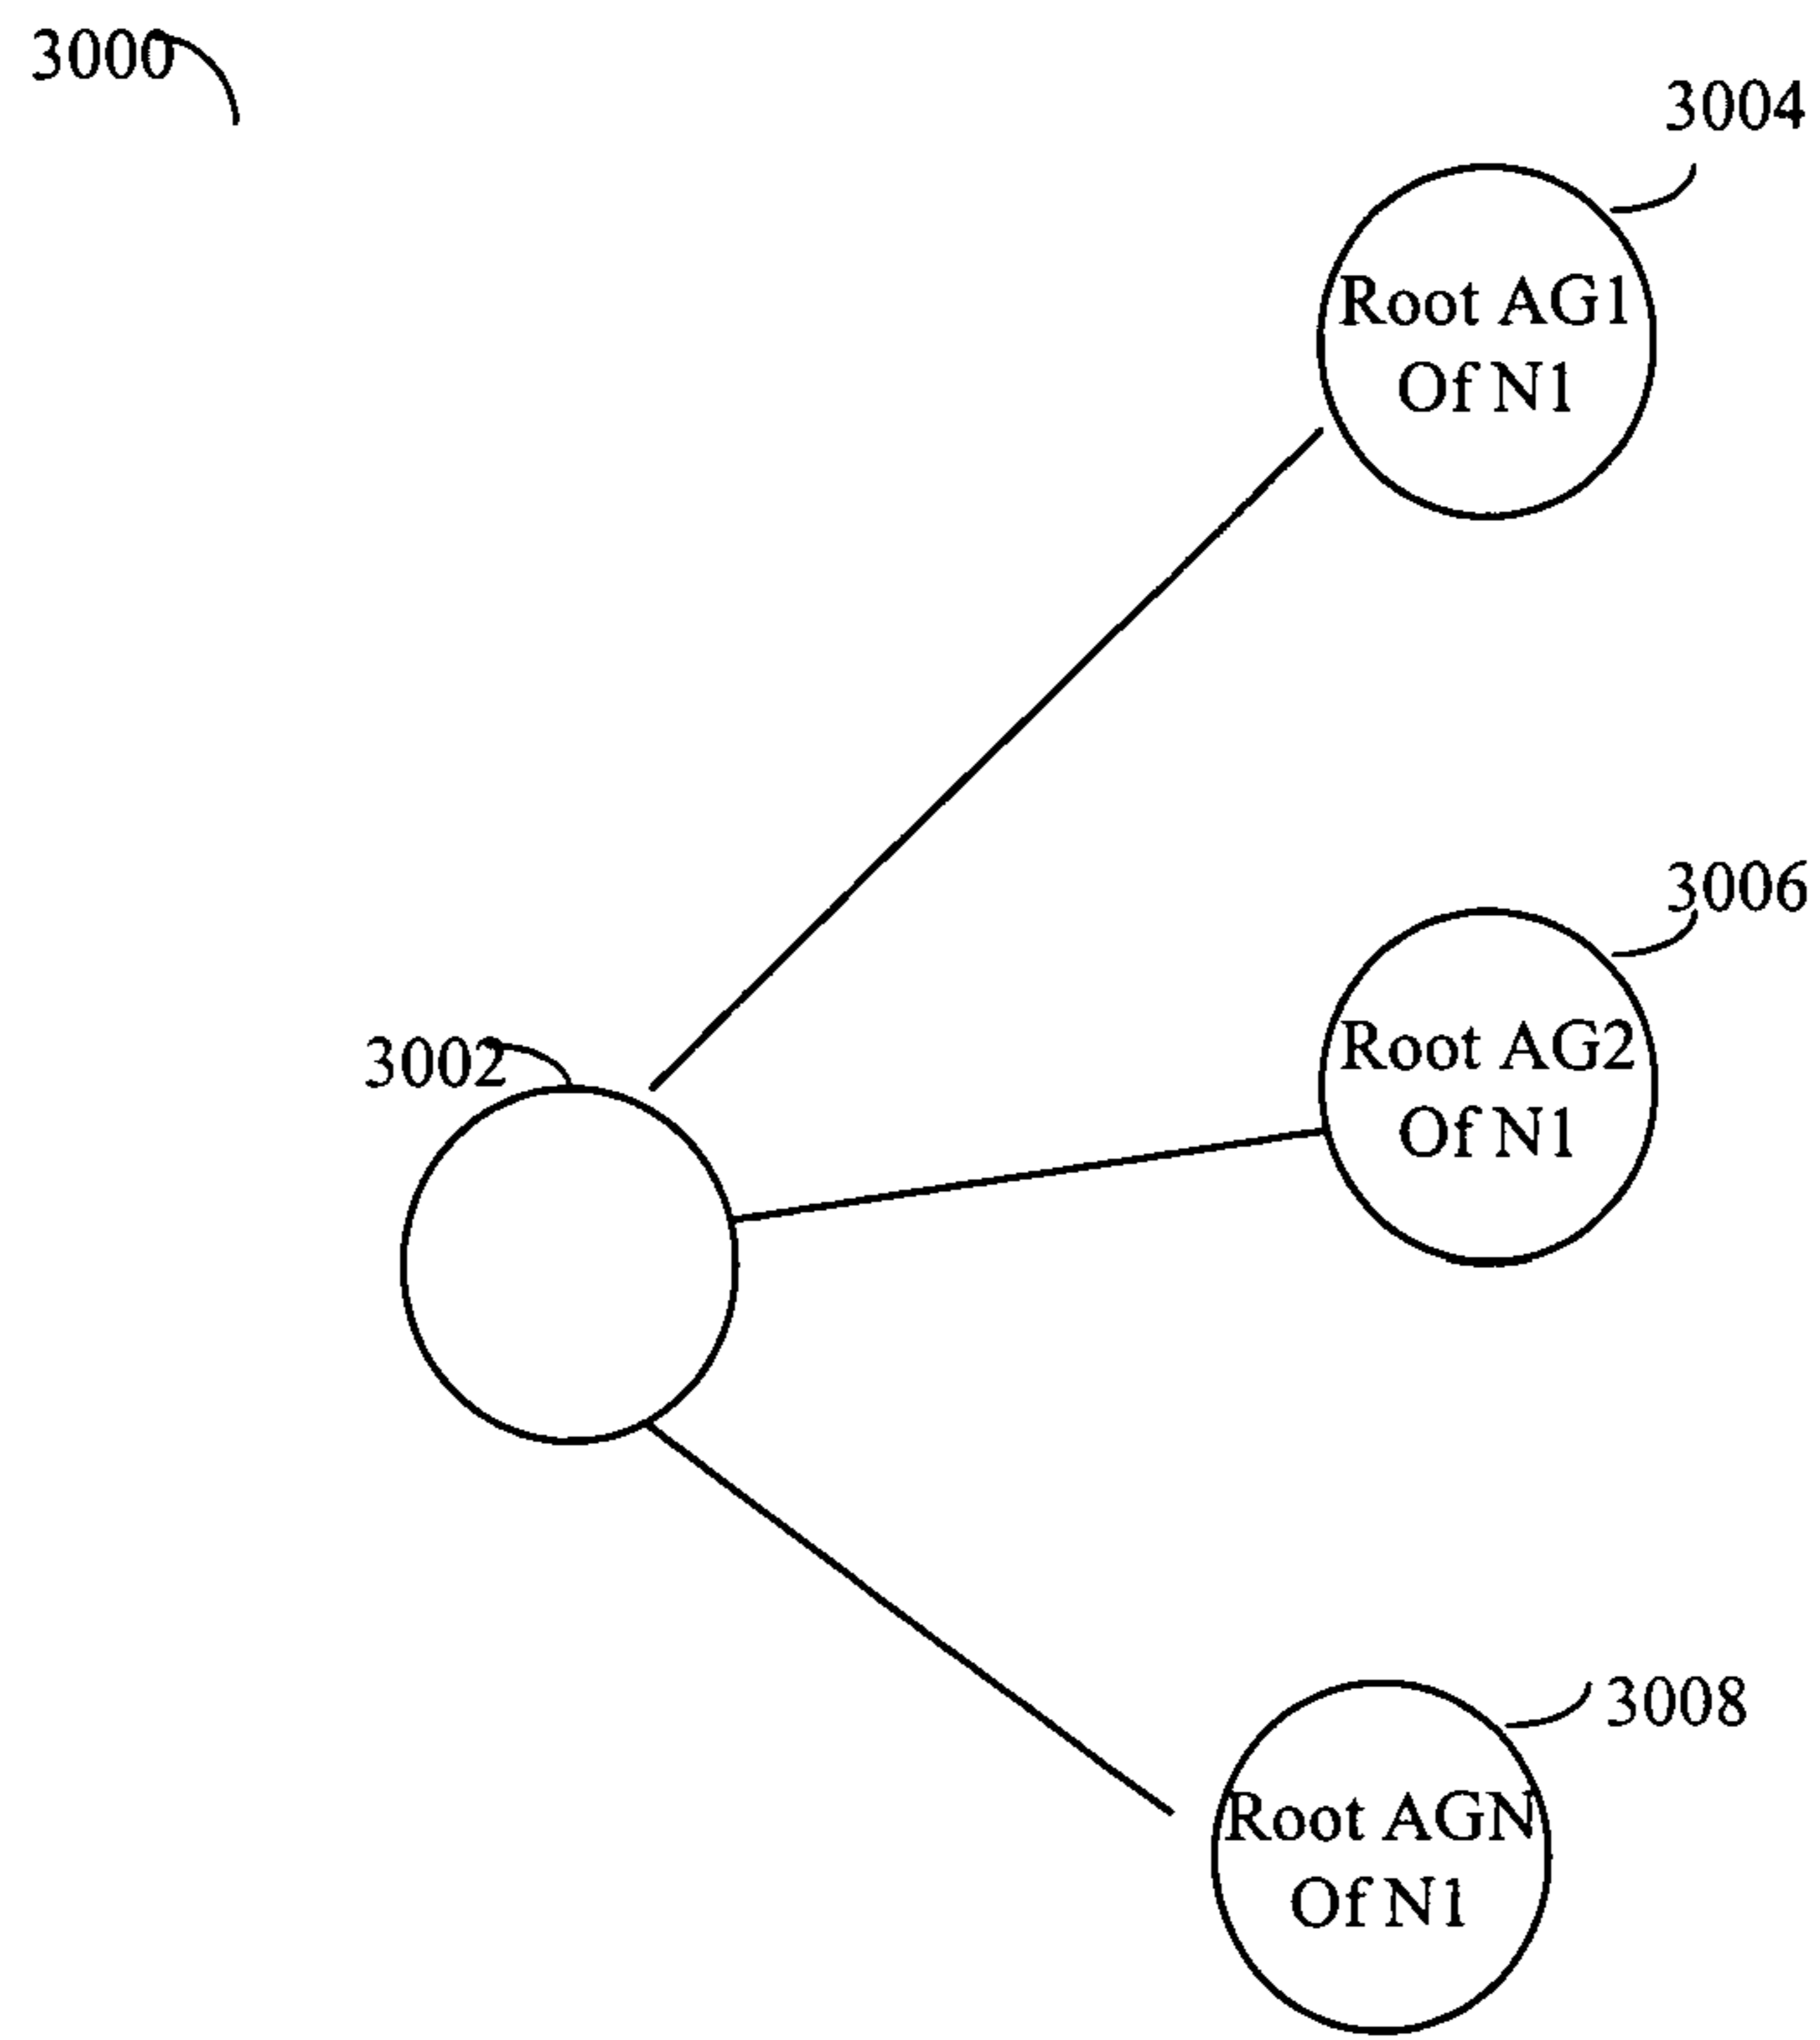 3000
3004
Root AG1
Of N1
3006
Root AG2
Of N1
3002
3008
Root AGN
Of N1